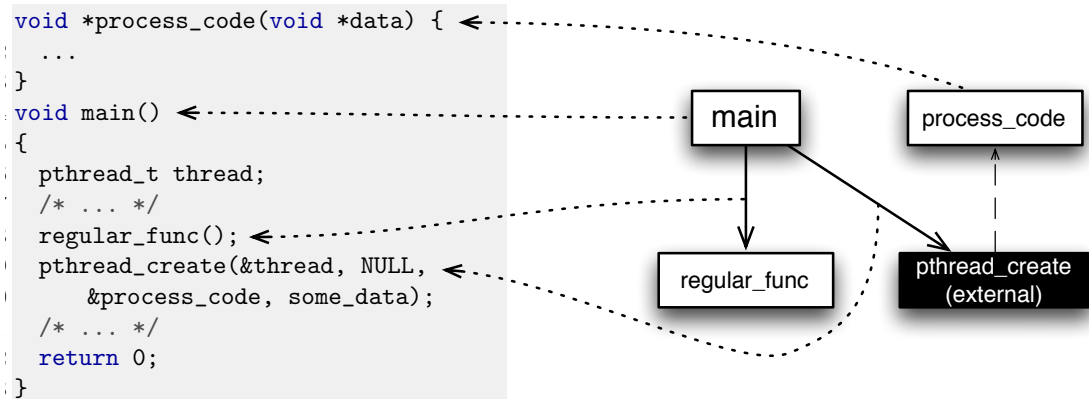 void *process_code(void *data) {
...
}
void main()
{
pthread_t thread;
/* ... */
regular_func();
pthread_create(&thread, NULL,
&process_code, some_data);
/* ... */
return 0;
}
main
process_code
regular_func
pthread_create
(external)